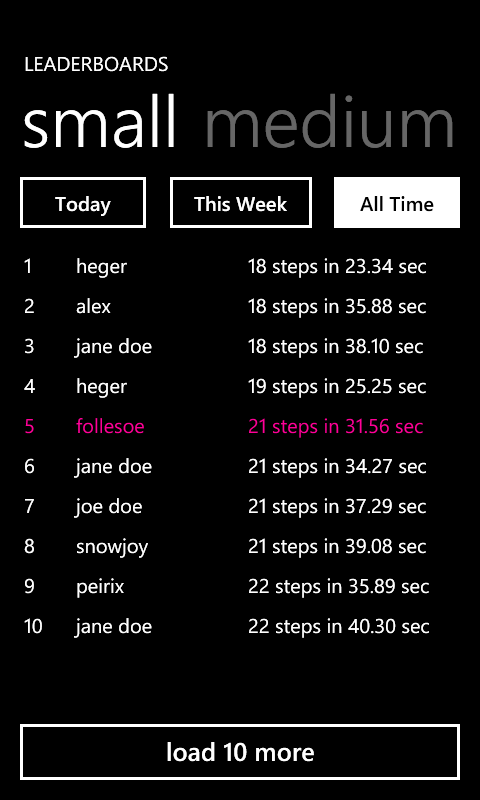 LEADERBOARDS
small medium
Today This Week All Time
1 heger 18 steps in 23.34 sec
2 alex 18 steps in 35.88 sec
3 jane doe 18 steps in 38.10 sec
4 heger 19 steps in 25.25 sec
5 follesoe 21 steps in 31.56 sec
6 jane doe 21 steps in 34.27 sec
7 joe doe 21 steps in 37.29 sec
8 snowjoy 21 steps in 39.08 sec
9 peirix 22 steps in 35.89 sec
10 jane doe 22 steps in 40.30 sec
load 10 more